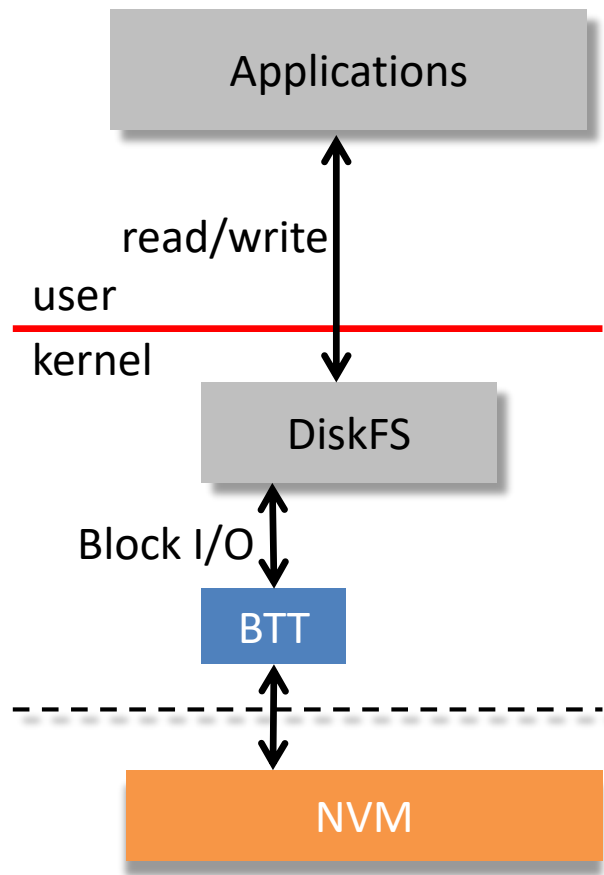 Applications
read/write
user
kernel
DiskFS
Block I/O
BTT
NVM